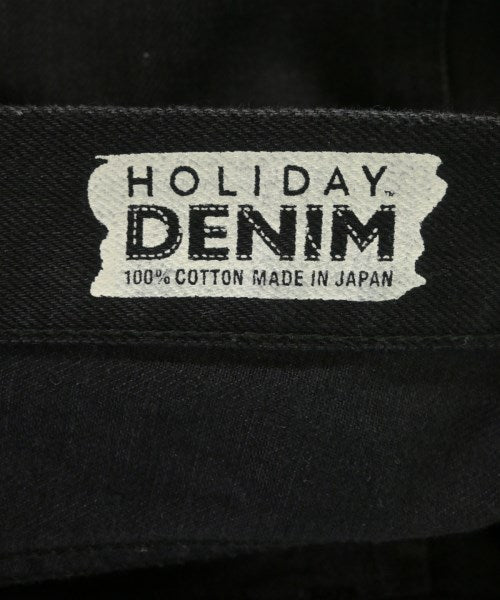 HOLIDAY™
DENIM
100% COTTON MADE IN JAPAN